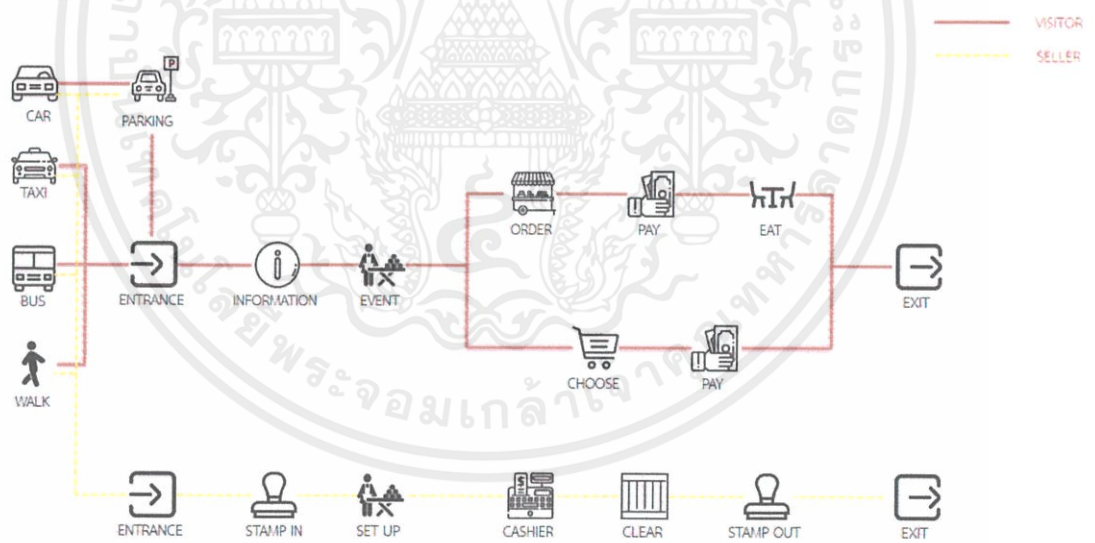 VISITOR
SELLER
P
CAR
PARKING
TAXI
ORDER
PAY
EAT
BUS
ENTRANCE
INFORMATION
EVENT
EXIT
WALK
CHOOSE
PAY
ENTRANCE
STAMP IN
SET UP
CASHIER
CLEAR
STAMP OUT
EXIT